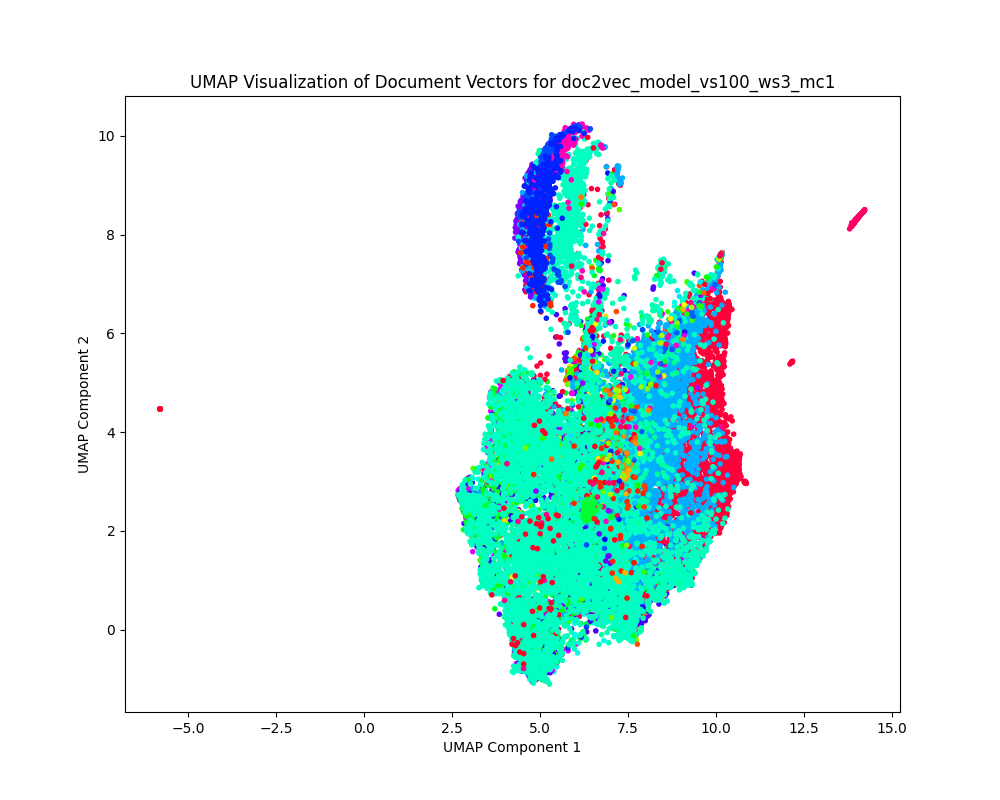 UMAP Visualization of Document Vectors for doc2vec_model_vs100_ws3_mc1
10
8
6
4
2
0
UMAP Component 2
−5.0 −2.5 0.0 2.5 5.0 7.5 10.0 12.5 15.0
UMAP Component 1